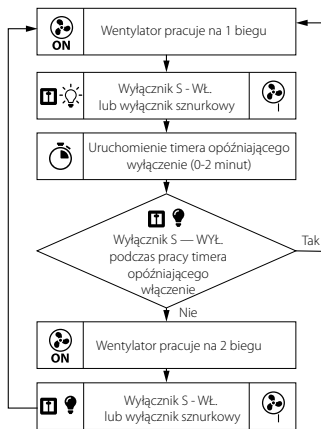 ON
Wentylator pracuje na 1 biegu
Wyłącznik S - WŁ.
lub wyłącznik sznurkowy
Uruchomienie timera opóźniającego
wyłączenie (0-2 minut)
Wyłącznik S — WYŁ.
podczas pracy timera
opóźniającego
włączenie
Tak
Nie
ON
Wentylator pracuje na 2 biegu
Wyłącznik S - WŁ.
lub wyłącznik sznurkowy